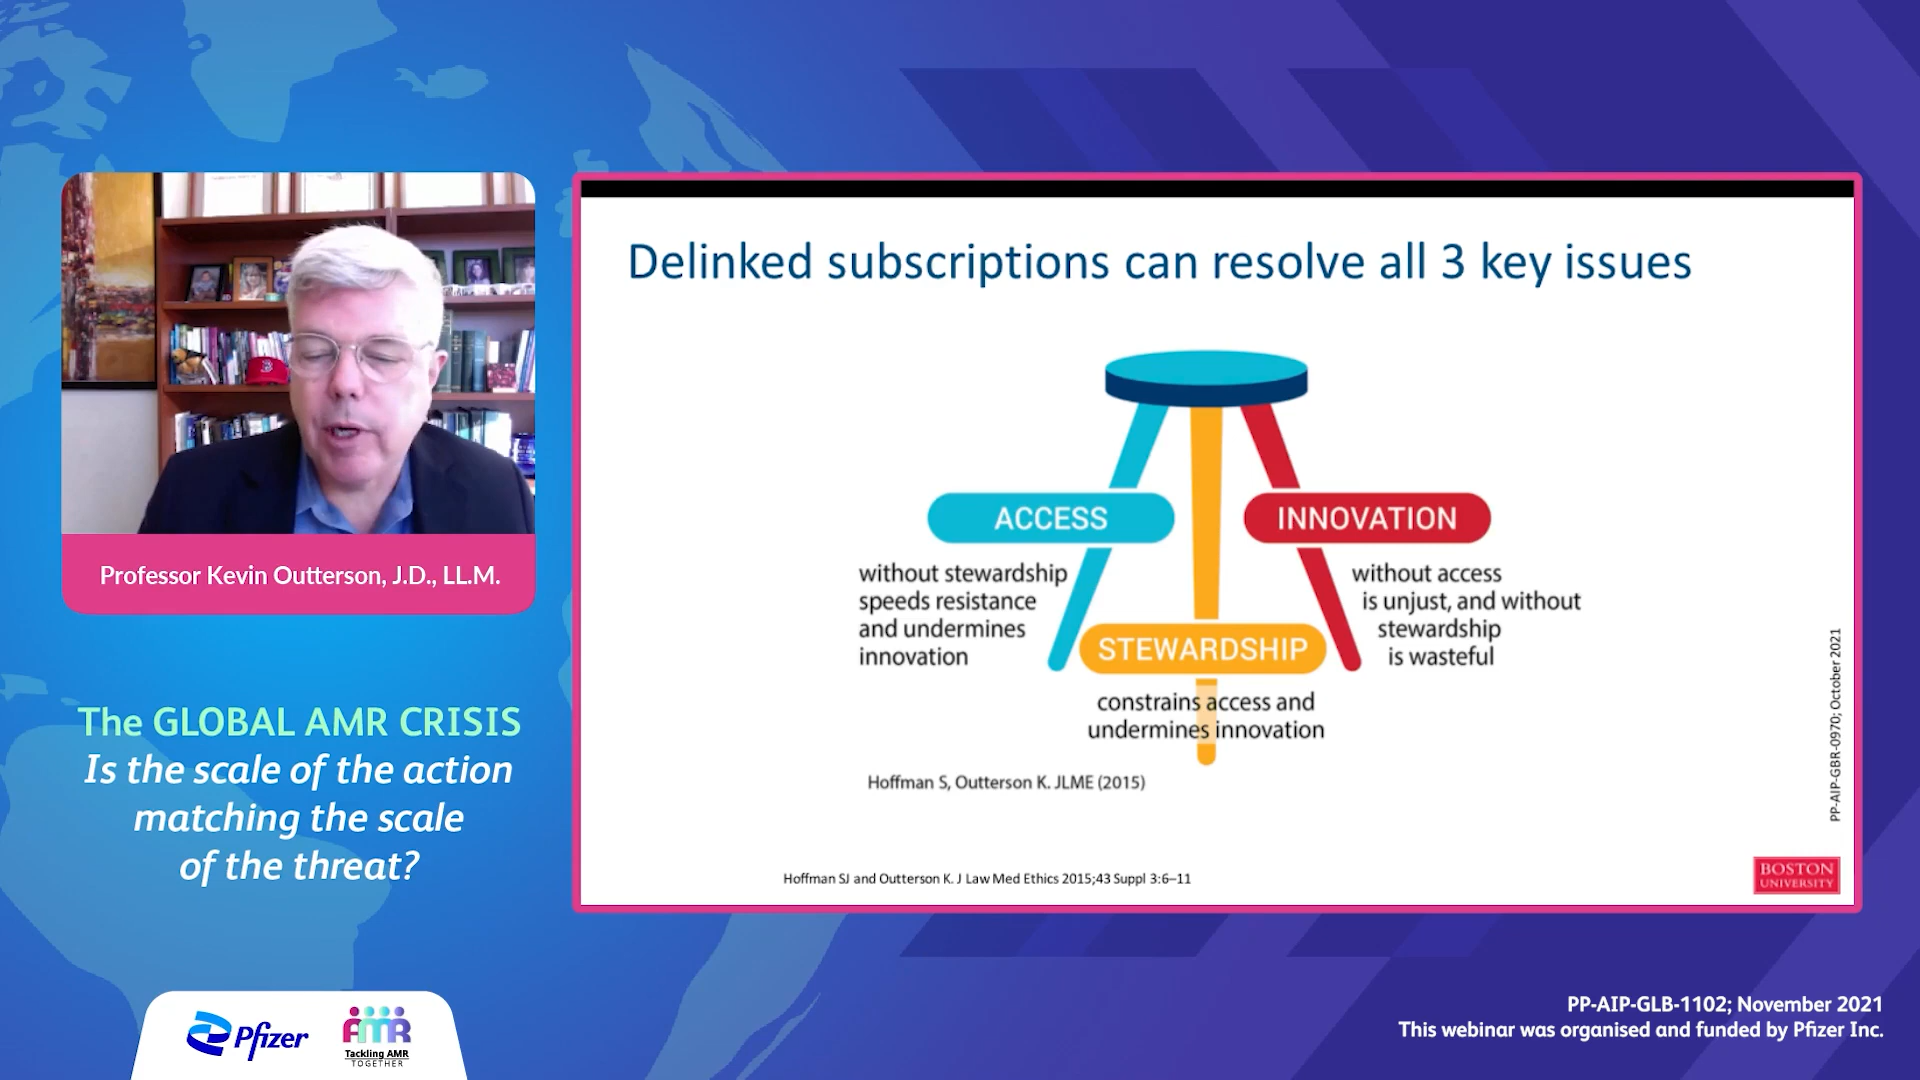 Delinked subscriptions can resolve all 3 key issues
ACCESS
without stewardship
speeds resistance
and undermines
innovation
INNOVATION
without access
is unjust, and without
stewardship
is wasteful
STEWARDSHIP
constrains access and
undermines innovation
Hoffman S, Outterson K. JLME (2015)
Hoffman SJ and Outterson K. J Law Med Ethics 2015;43 Suppl 3:6–11
PP-AIP-GBR-0970; October 2021
BOSTON
UNIVERSITY
Professor Kevin Outterson, J.D., LL.M.
The GLOBAL AMR CRISIS
Is the scale of the action
matching the scale
of the threat?
Pfizer
AMR
Tackling AMR
TOGETHER
PP-AIP-GLB-1102; November 2021
This webinar was organised and funded by Pfizer Inc.